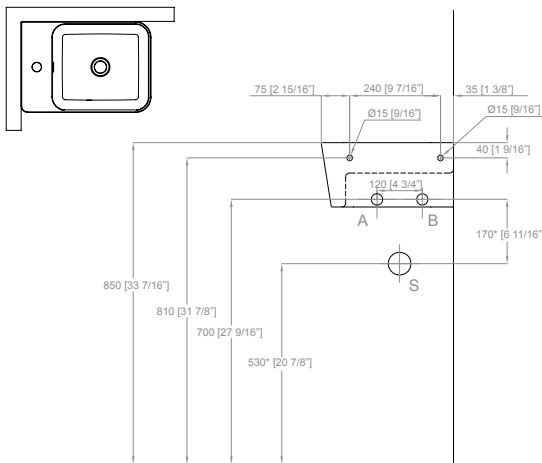 75 [2 15/16”]
240 [9 7/16”]
35 [1 3/8”]
Ø15 [9/16”]
Ø15 [9/16”]
40 [1 9/16”]
120 [4 3/4”]
A
B
170* [6 11/16”
S
850 [33 7/16”]
810 [31 7/8”]
700 [27 9/16”]
530* [20 7/8”]